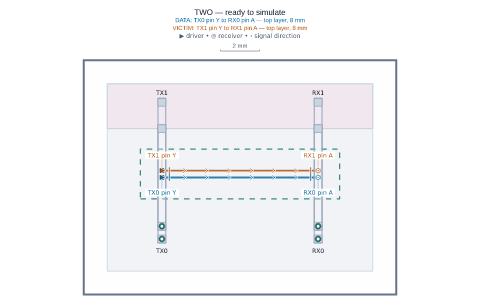 TWO — ready to simulate
DATA: TX0 pin Y to RX0 pin A — top layer, 8 mm
VICTIM: TX1 pin Y to RX1 pin A — top layer, 8 mm
▶ driver • ◎ receiver • › signal direction
2 mm
TX1 RX1
TX1 pin Y RX1 pin A
TX0 pin Y RX0 pin A
TX0 RX0